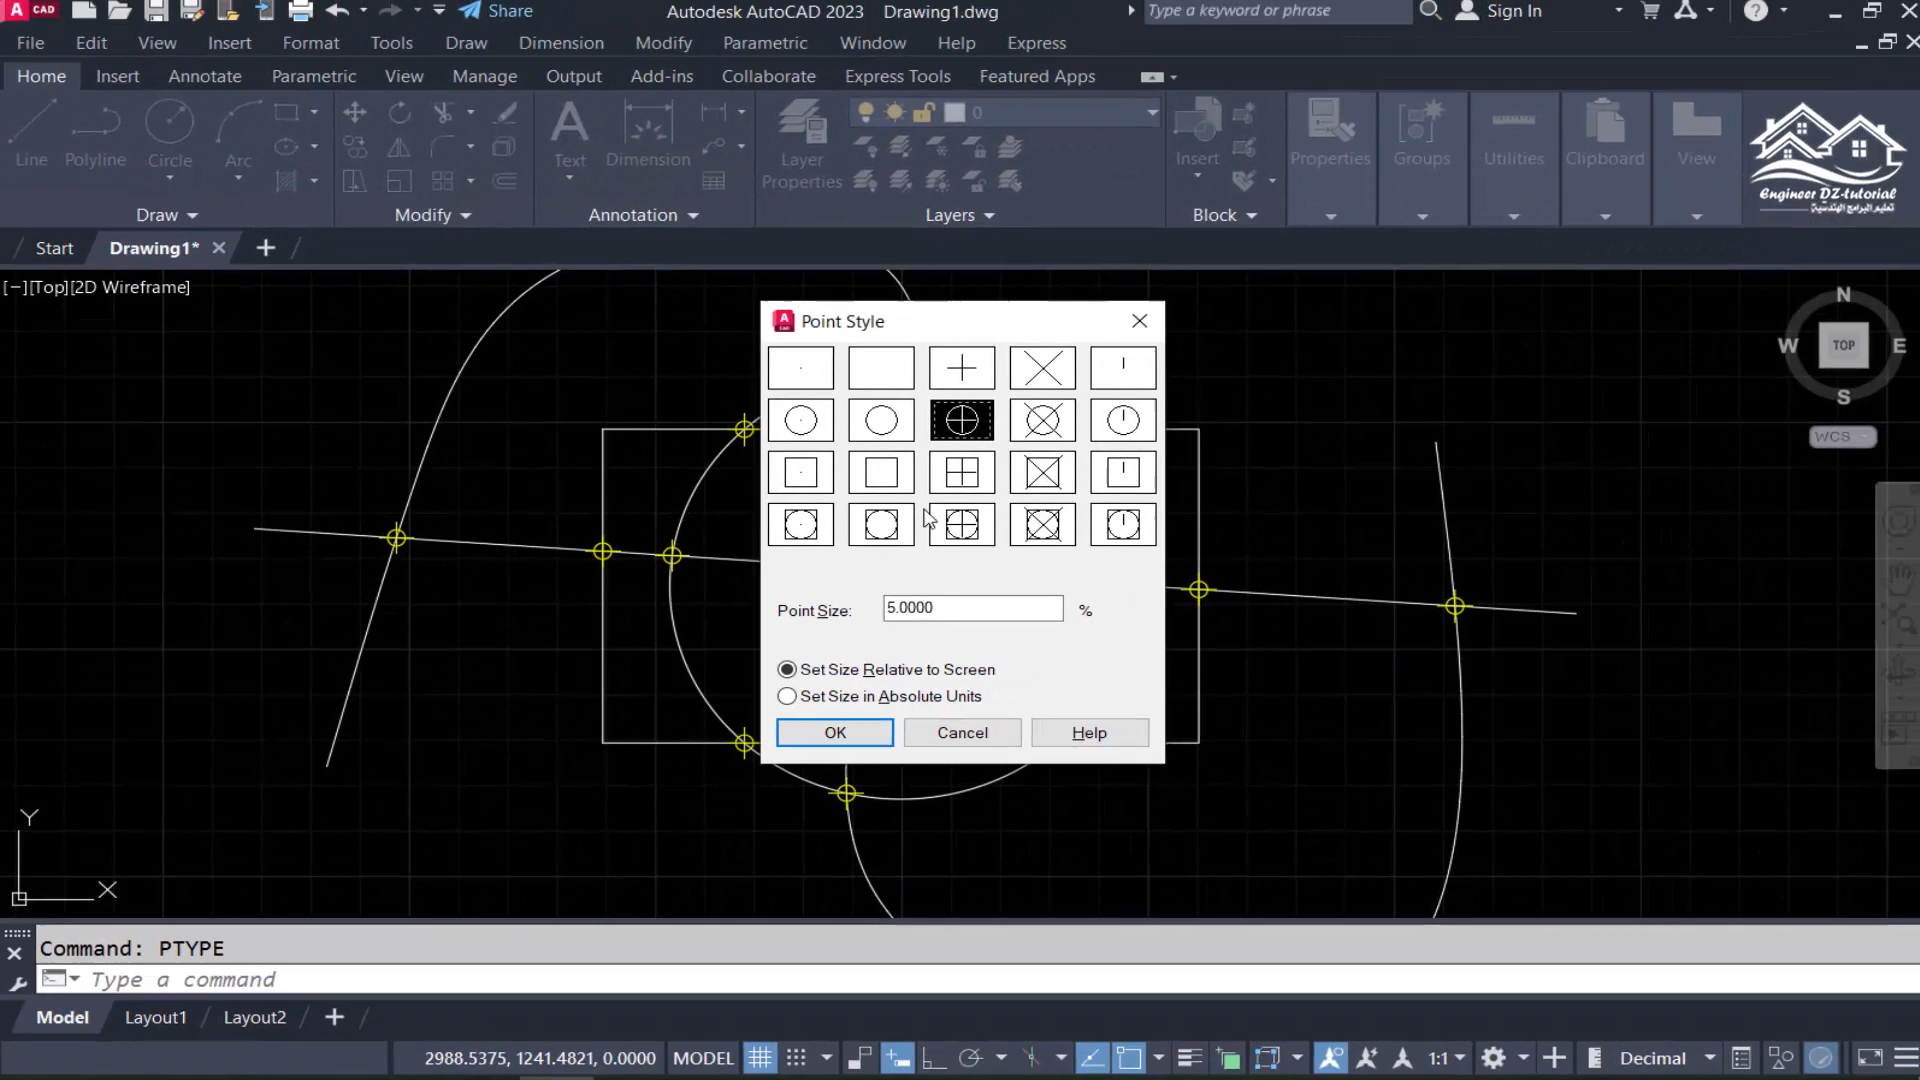 A CAD
Share
Autodesk AutoCAD 2023 Drawing1.dwg
Type a keyword or phrase
Sign In
File Edit View Insert Format Tools Draw Dimension Modify Parametric Window Help Express
Home Insert Annotate Parametric View Manage Output Add-ins Collaborate Express Tools Featured Apps
0
Line Polyline Circle Arc
Text Dimension
Layer Properties
Insert
Properties Groups Utilities Clipboard View
Engineer DZ-tutorial
تعليم البرامج الهندسية
Draw Modify Annotation Layers Block
Start Drawing1*
[−][Top][2D Wireframe]
N
W TOP E
S
WCS
Point Style
Point Size: 5.0000 %
Set Size Relative to Screen
Set Size in Absolute Units
OK Cancel Help
Y
X
Command: PTYPE
Type a command
Model Layout1 Layout2
2988.5375, 1241.4821, 0.0000 MODEL 1:1 Decimal